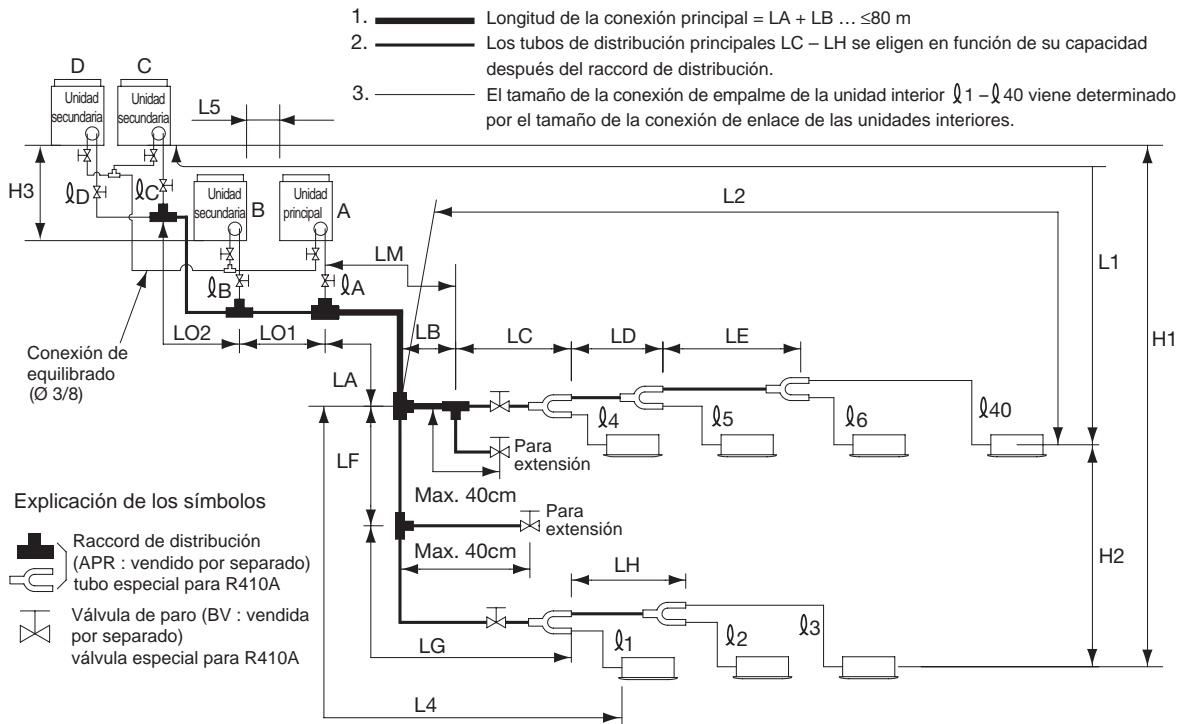 1. Longitud de la conexión principal = LA + LB ... ≤80 m
2. Los tubos de distribución principales LC – LH se eligen en función de su capacidad
después del raccord de distribución.
3. El tamaño de la conexión de empalme de la unidad interior ℓ1 – ℓ40 viene determinado
por el tamaño de la conexión de enlace de las unidades interiores.
D
C
Unidad
secundaria
Unidad
secundaria
L5
H3
ℓD
ℓC
Unidad
secundaria
B
Unidad
principal
A
L2
L1
H1
LM
ℓB
ℓA
LO2
LO1
LB
LC
LD
LE
Conexión de
equilibrado
(Ø 3/8)
LA
ℓ4
ℓ5
ℓ6
ℓ40
Para
extensión
LF
Max. 40cm
Para
extensión
Max. 40cm
H2
LH
LG
ℓ1
ℓ2
ℓ3
L4
Explicación de los símbolos
Raccord de distribución
(APR : vendido por separado)
tubo especial para R410A
Válvula de paro (BV : vendida
por separado)
válvula especial para R410A